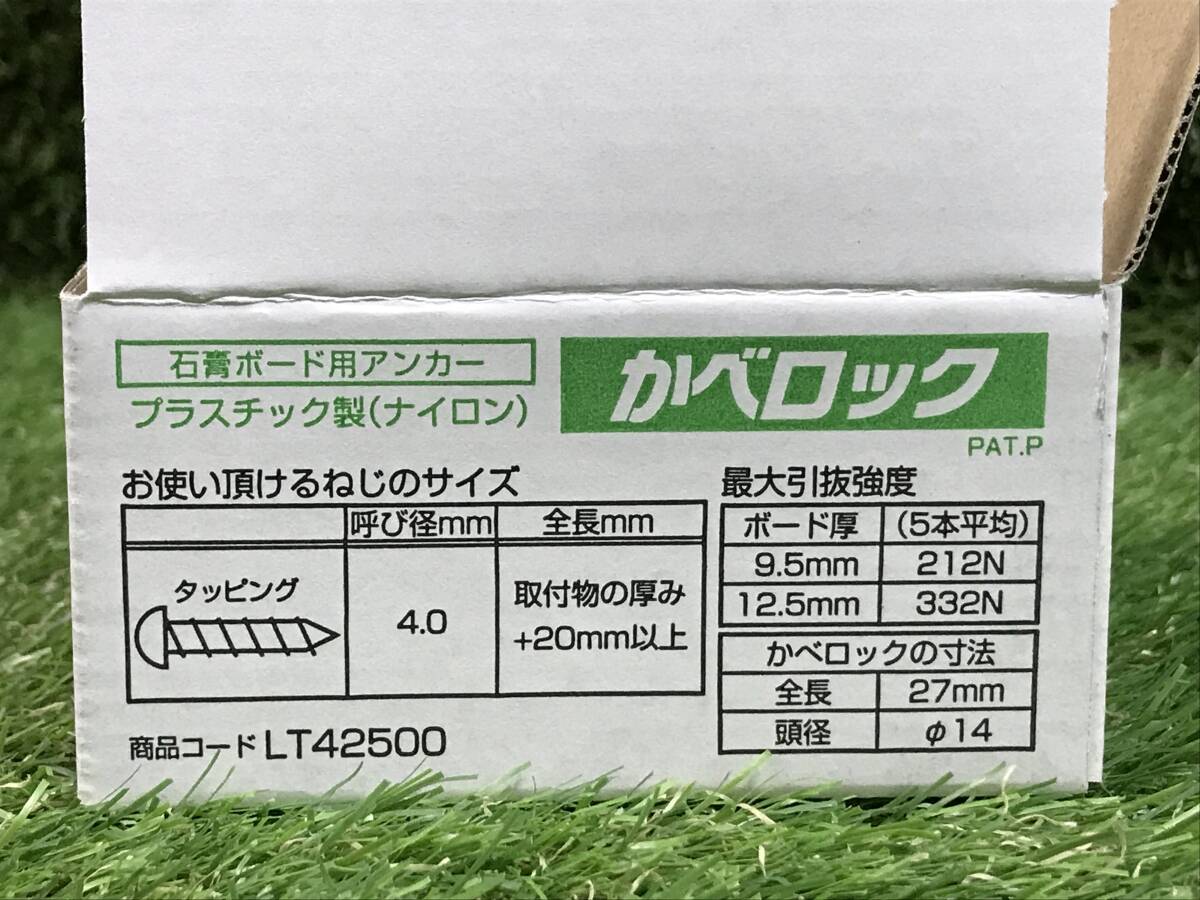 石膏ボード用アンカー
プラスチック製(ナイロン)
かべロック
PAT.P
お使い頂けるねじのサイズ
呼び径mm 全長mm
タッピング
4.0
取付物の厚み
+20mm以上
商品コード LT42500
最大引抜強度
ボード厚 (5本平均)
9.5mm 212N
12.5mm 332N
かべロックの寸法
全長 27mm
頭径 φ14